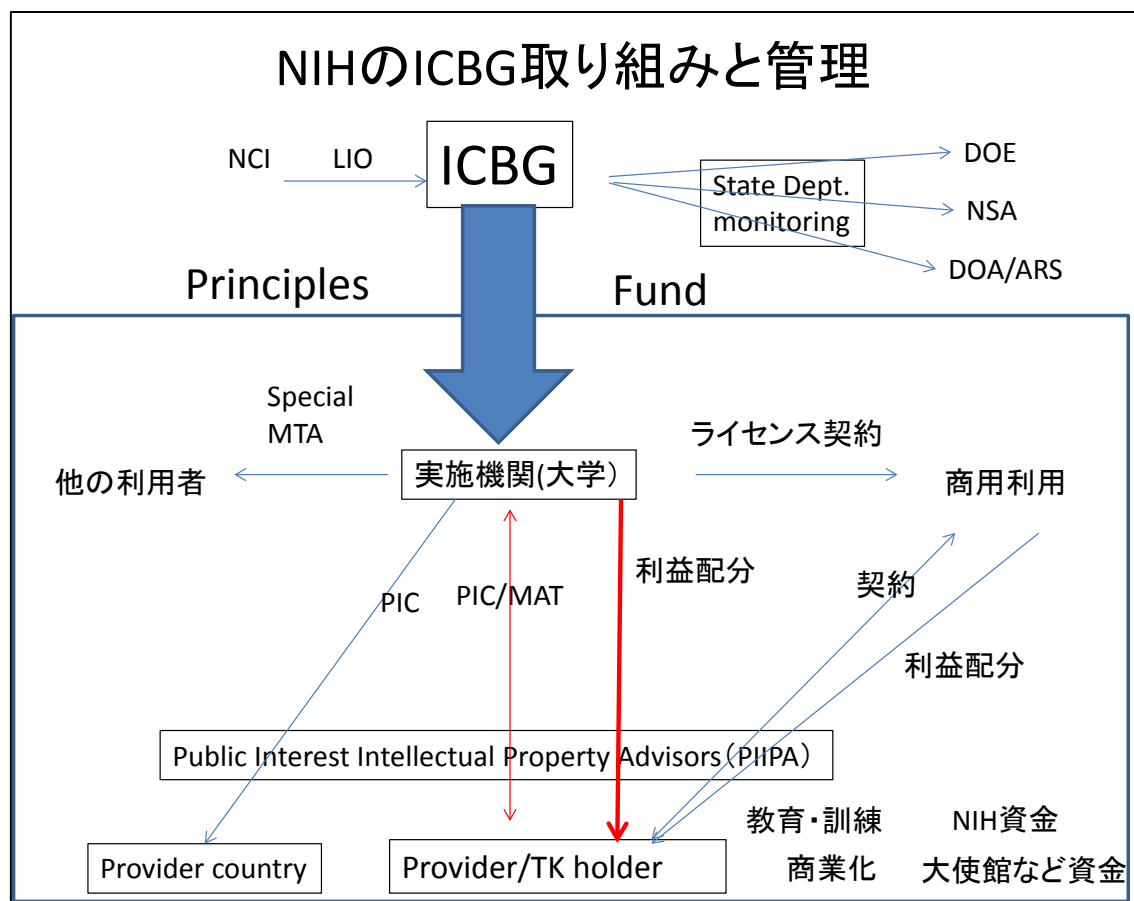 NIHのICBG取り組みと管理
NCI LIO
ICBG
State Dept.
monitoring
DOE
NSA
DOA/ARS
Principles
Fund
Special
MTA
ライセンス契約
他の利用者
実施機関(大学)
商用利用
PIC
PIC/MAT
利益配分
契約
利益配分
Public Interest Intellectual Property Advisors(PIIPA)
Provider country
Provider/TK holder
教育・訓練
NIH資金
商業化
大使館など資金